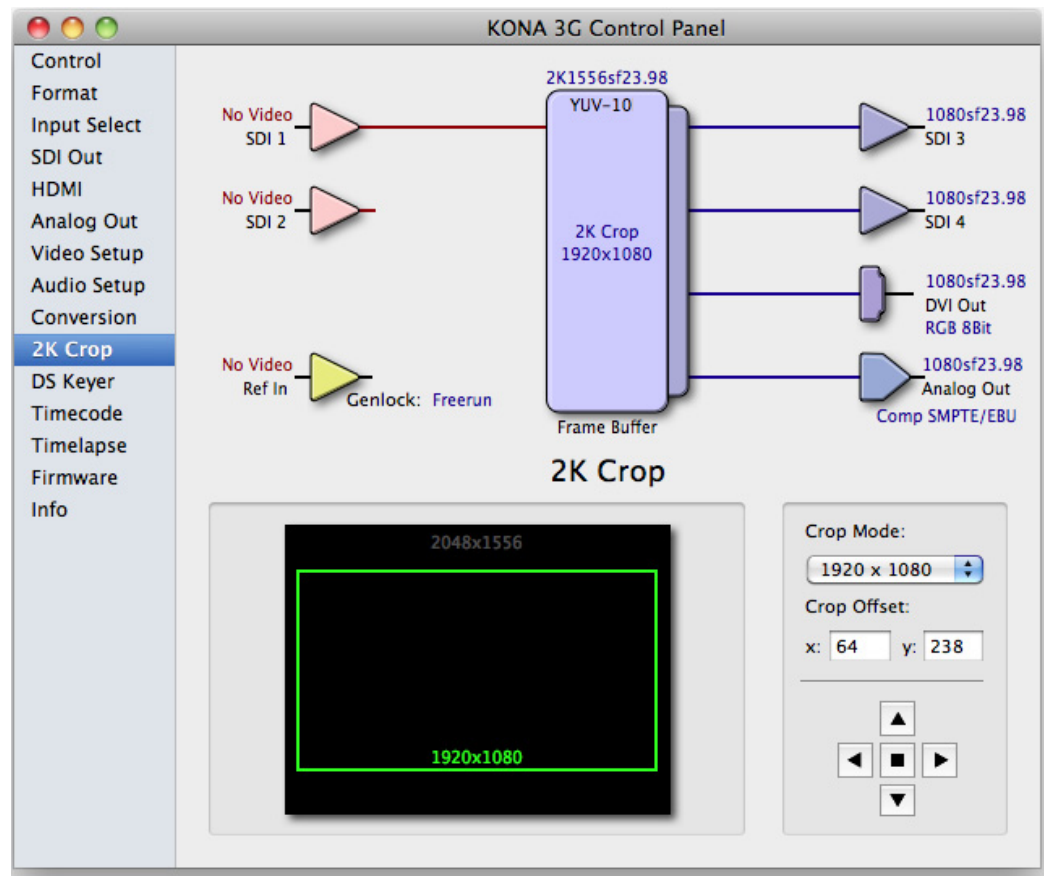 KONA 3G Control Panel
Control
Format
Input Select
SDI Out
HDMI
Analog Out
Video Setup
Audio Setup
Conversion
2K Crop
DS Keyer
Timecode
Timelapse
Firmware
Info
2K1556sf23.98
YUV-10
2K Crop
1920x1080
Frame Buffer
No Video
SDI 1
No Video
SDI 2
No Video
Ref In
Genlock: Freerun
1080sf23.98
SDI 3
1080sf23.98
SDI 4
1080sf23.98
DVI Out
RGB 8Bit
1080sf23.98
Analog Out
Comp SMPTE/EBU
2K Crop
2048x1556
1920x1080
Crop Mode:
1920 x 1080
Crop Offset:
x: 64 y: 238